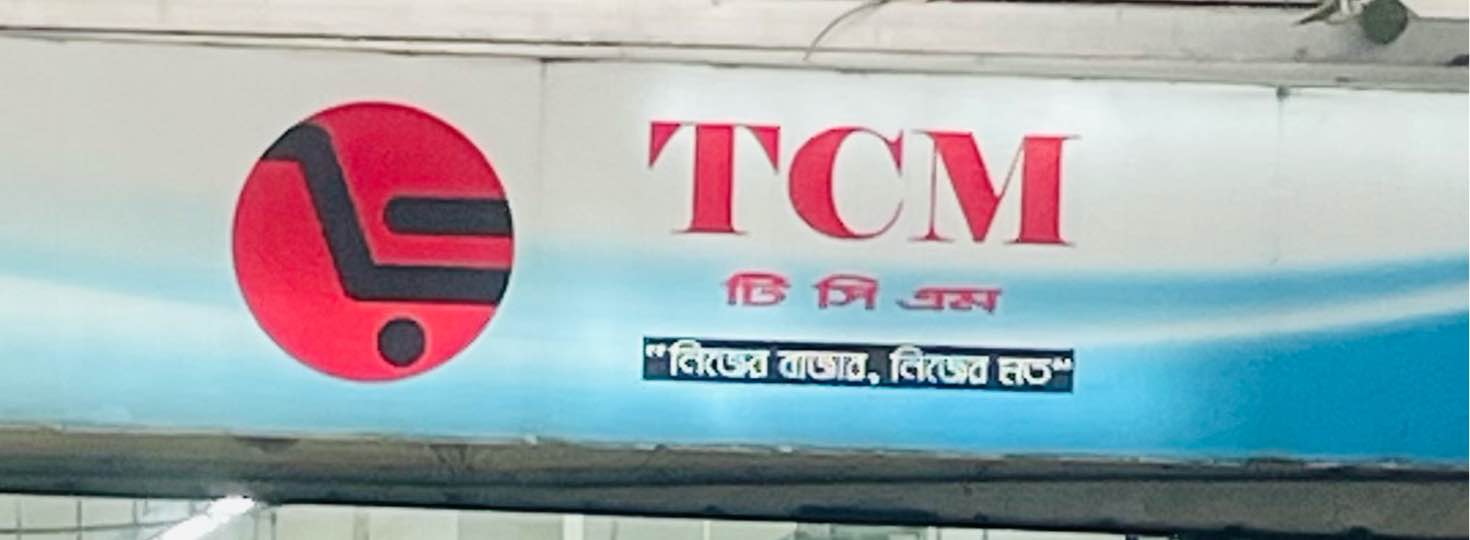 TCM
টি সি এম
“নিজের বাজার, নিজের মত“